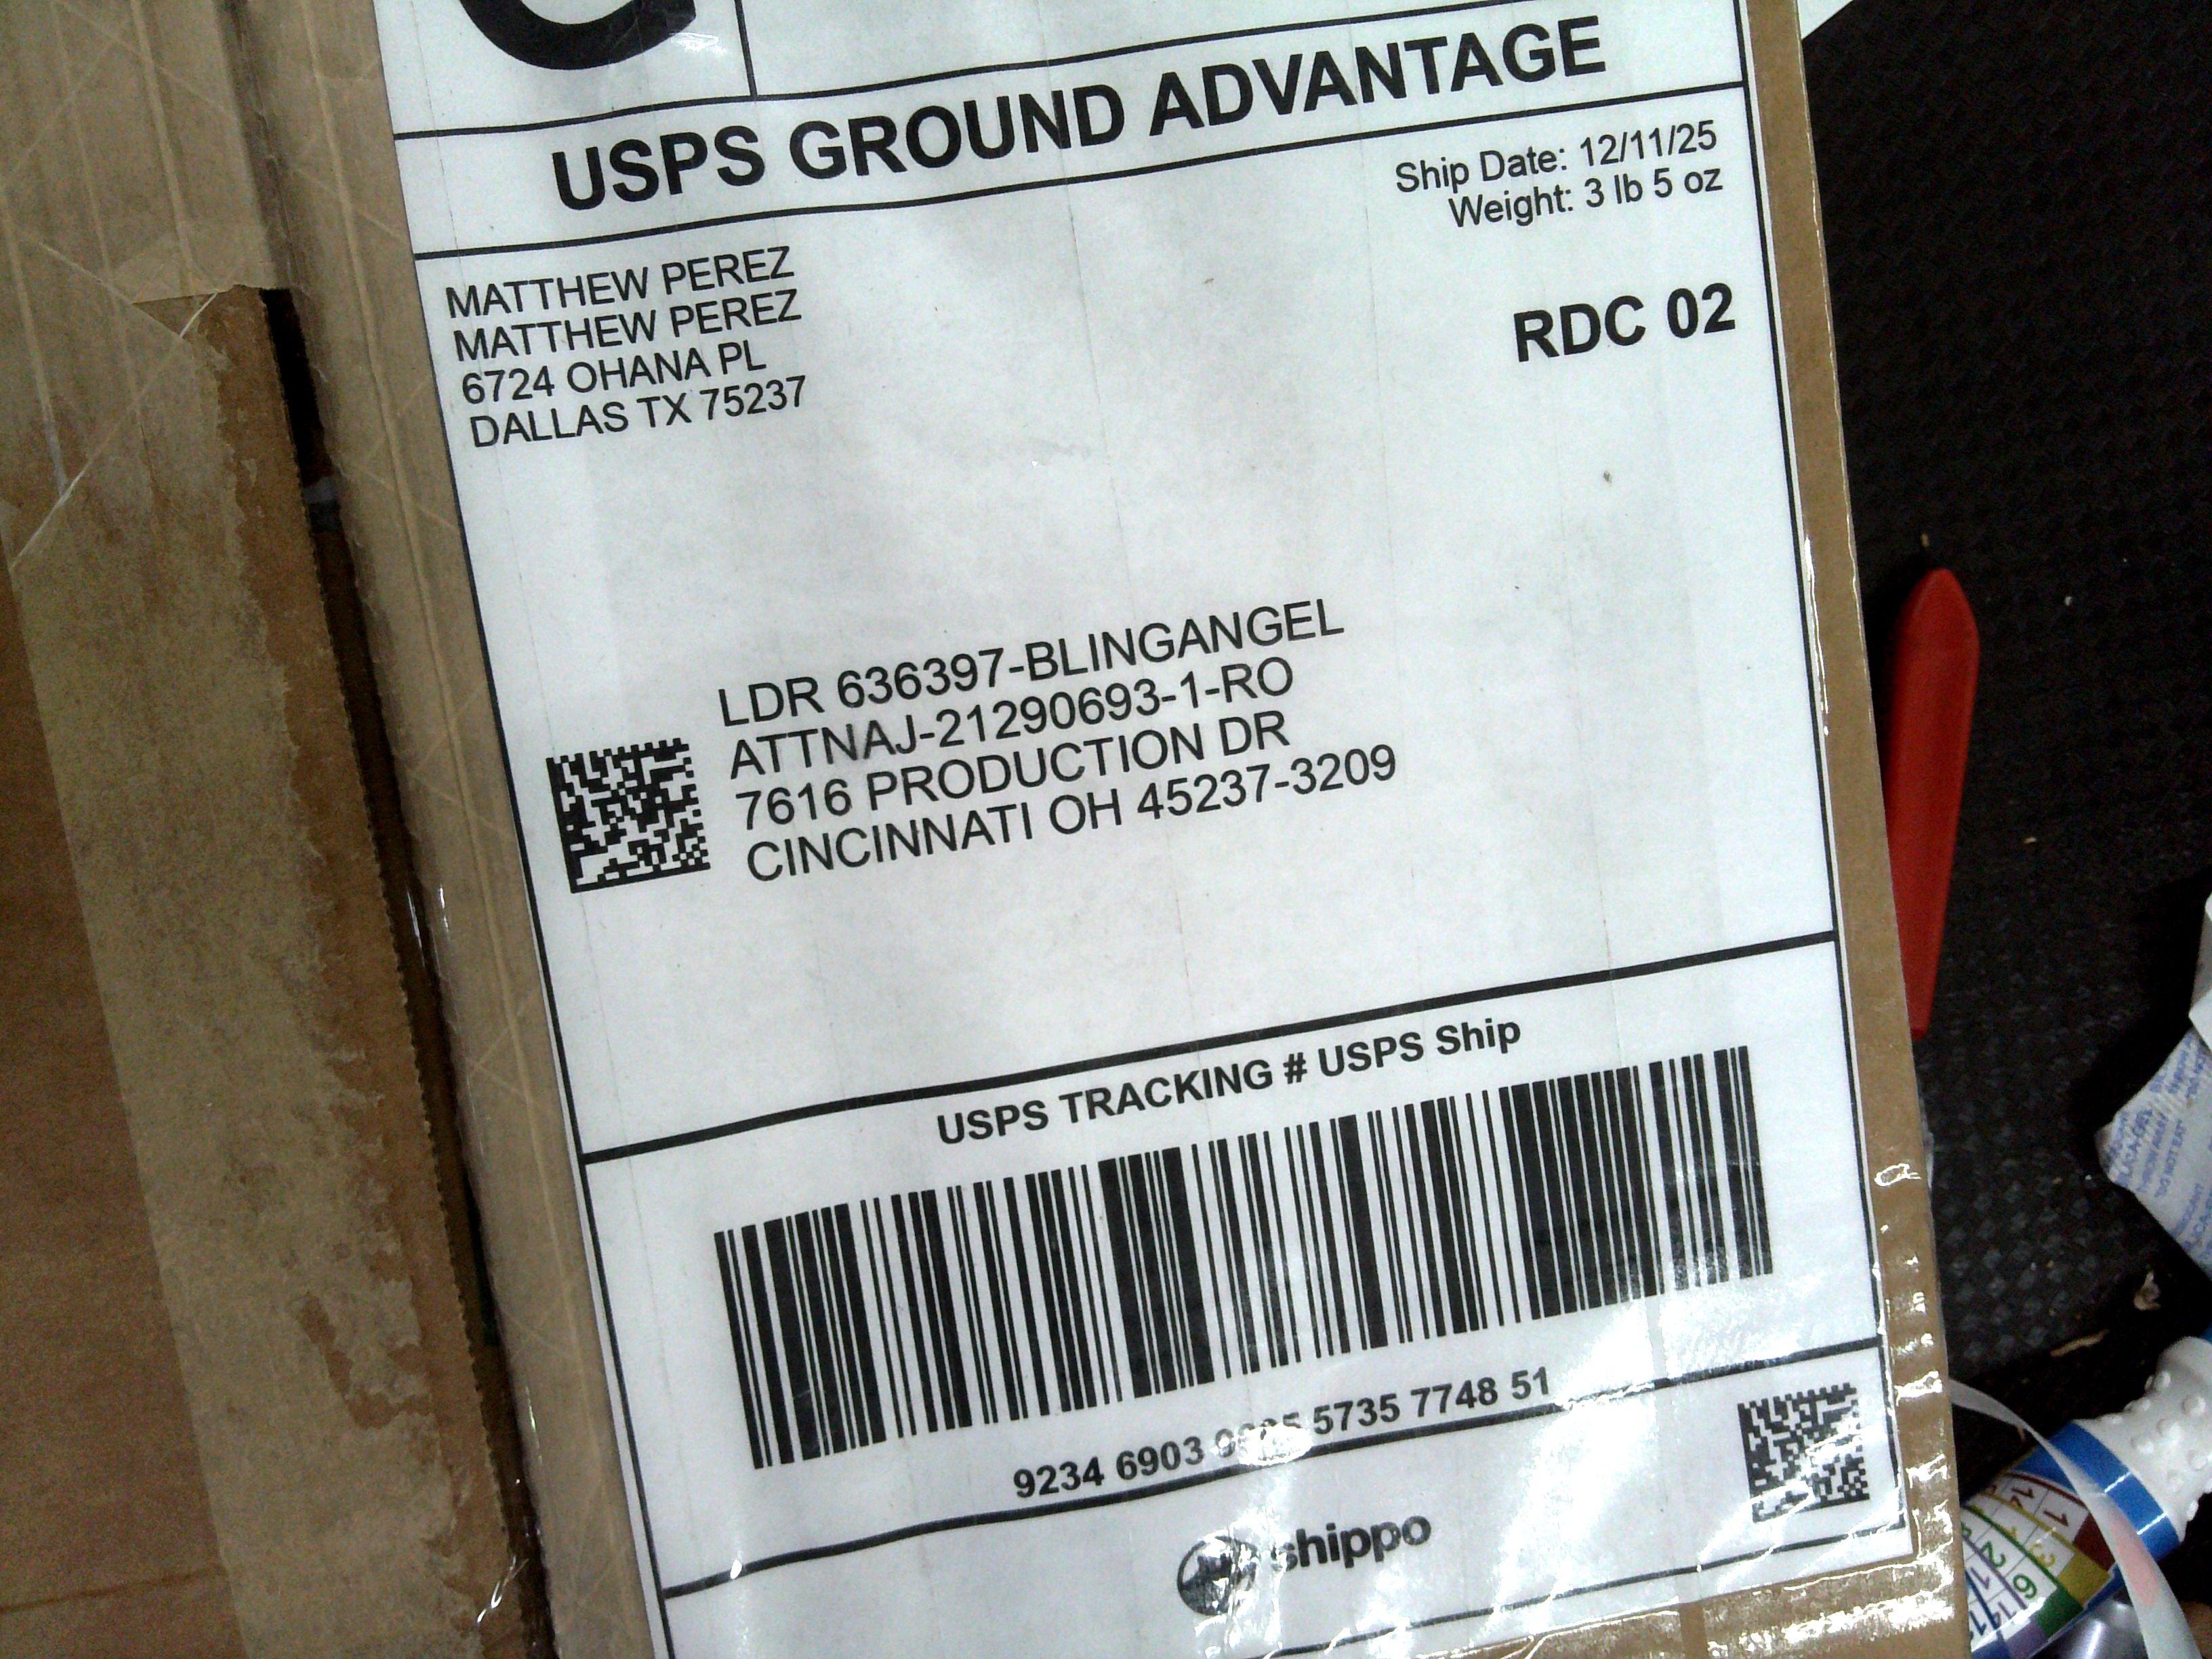 USPS GROUND ADVANTAGE
Ship Date: 12/11/25
Weight: 3 lb 5 oz
MATTHEW PEREZ
MATTHEW PEREZ
6724 OHANA PL
DALLAS TX 75237
RDC 02
LDR 636397-BLINGANGEL
ATTNAJ-21290693-1-RO
7616 PRODUCTION DR
CINCINNATI OH 45237-3209
USPS TRACKING # USPS Ship
9234 6903 5735 7748 51
shippo